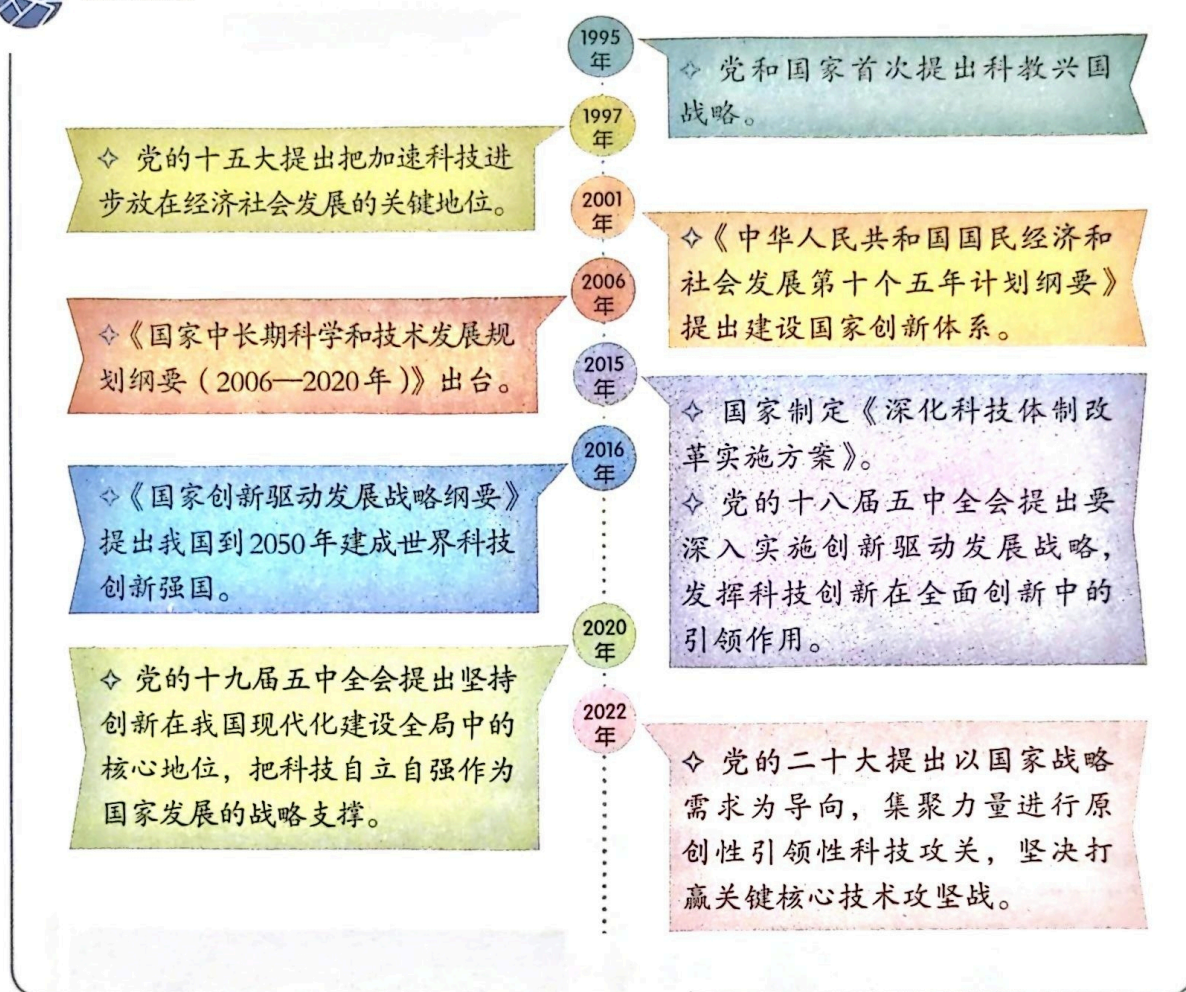 1995
年
✧ 党和国家首次提出科教兴国
战略。
1997
年
✧ 党的十五大提出把加速科技进
步放在经济社会发展的关键地位。
2001
年
✧《中华人民共和国国民经济和
社会发展第十个五年计划纲要》
提出建设国家创新体系。
2006
年
✧《国家中长期科学和技术发展规
划纲要（2006—2020年）》出台。
2015
年
✧ 国家制定《深化科技体制改
革实施方案》。
✧ 党的十八届五中全会提出要
深入实施创新驱动发展战略，
发挥科技创新在全面创新中的
引领作用。
2016
年
✧《国家创新驱动发展战略纲要》
提出我国到2050年建成世界科技
创新强国。
2020
年
✧ 党的十九届五中全会提出坚持
创新在我国现代化建设全局中的
核心地位，把科技自立自强作为
国家发展的战略支撑。
2022
年
✧ 党的二十大提出以国家战略
需求为导向，集聚力量进行原
创性引领性科技攻关，坚决打
赢关键核心技术攻坚战。